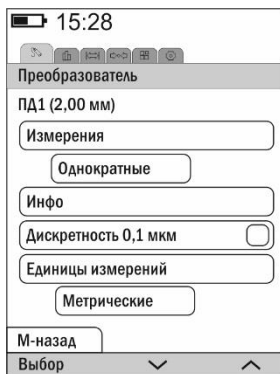 15:28
Преобразователь
ПД1 (2,00 мм)
Измерения
Однократные
Инфо
Дискретность 0,1 мкм
Единицы измерений
Метрические
М-назад
Выбор